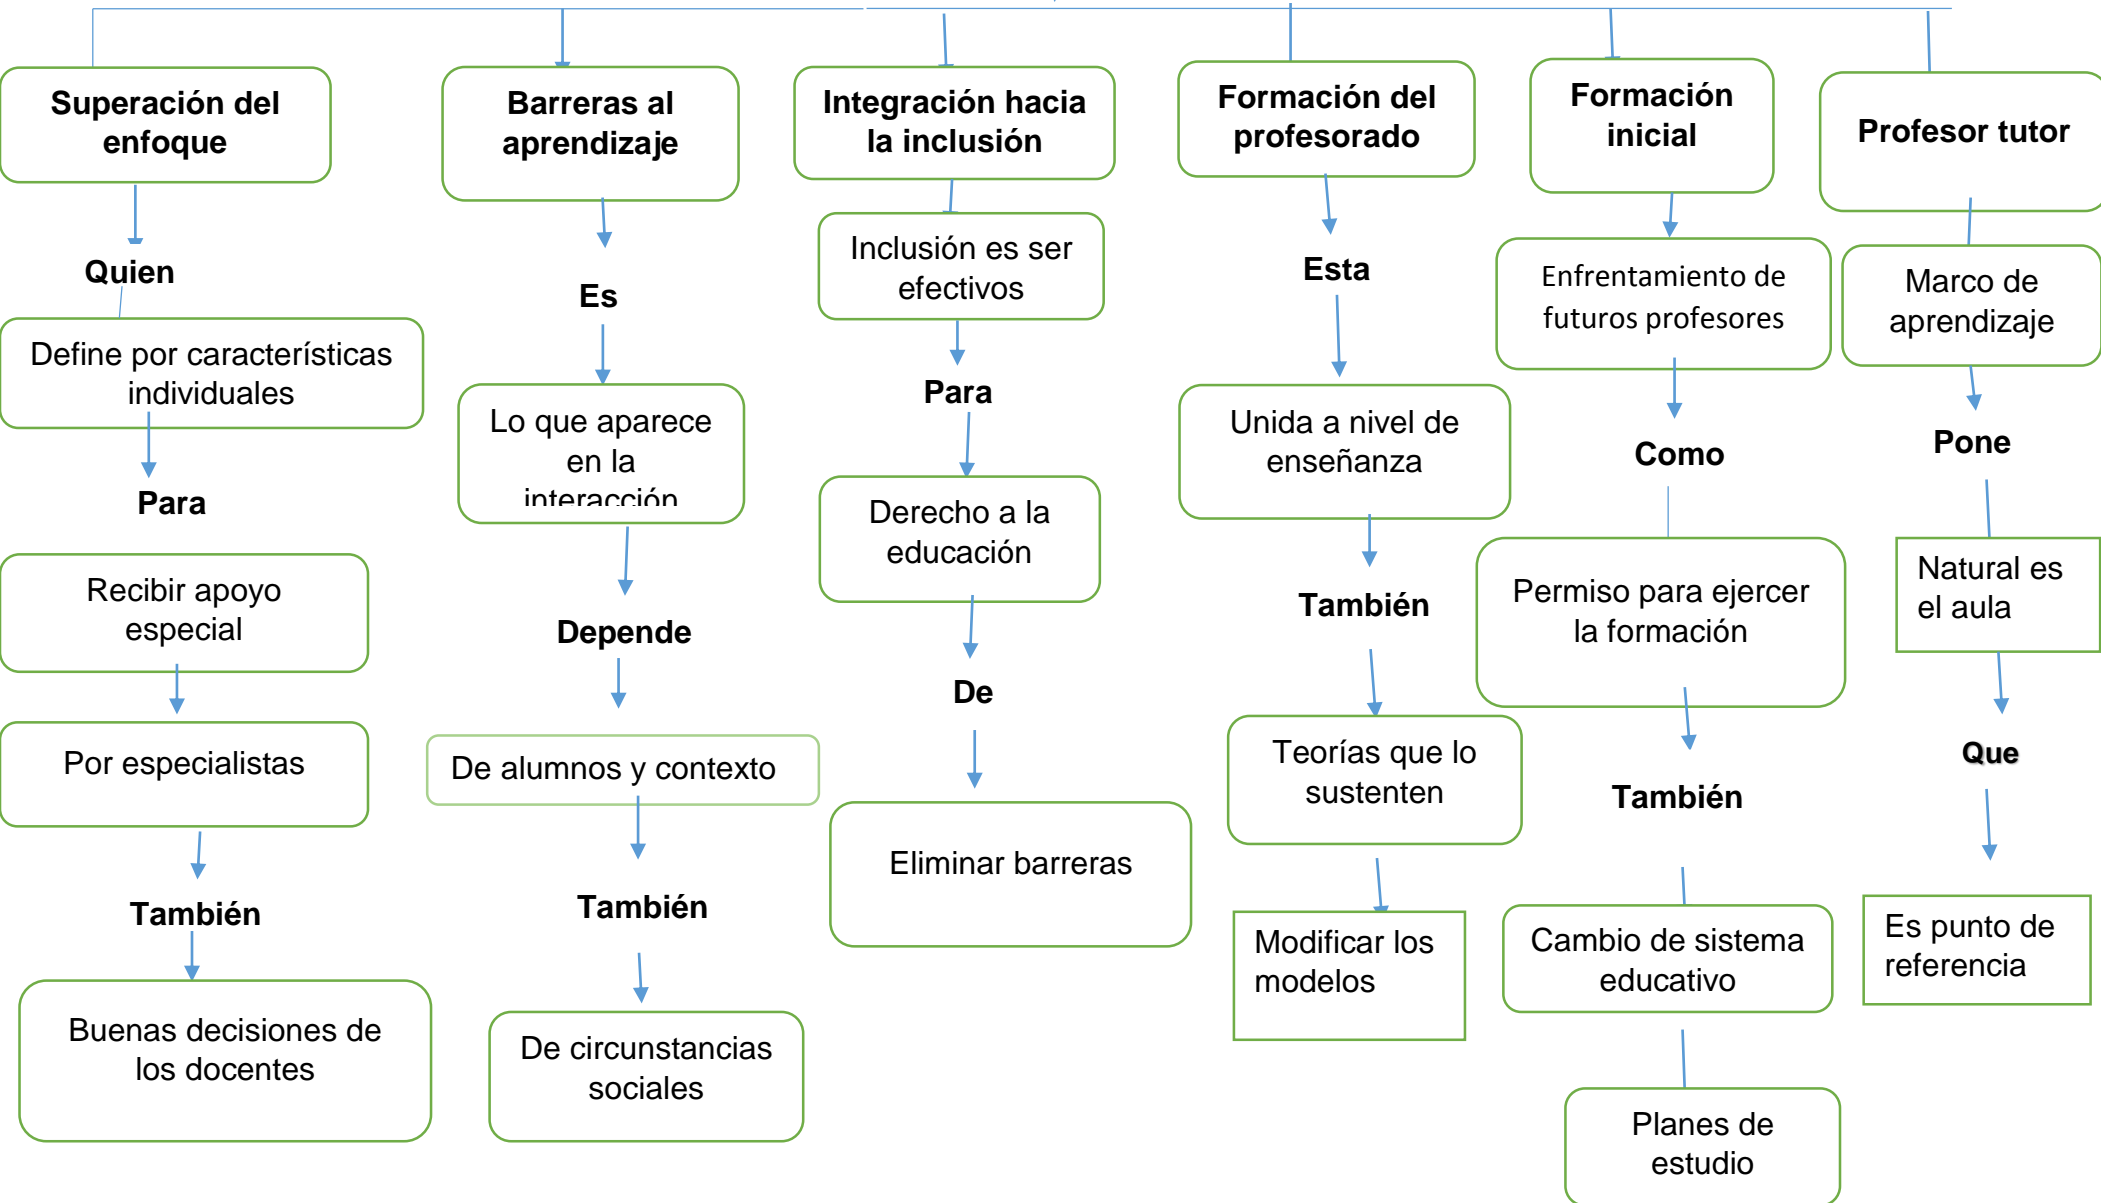 Superación del
enfoque
Quien
Define por características
individuales
Para
Recibir apoyo
especial
Por especialistas
También
Buenas decisiones de
los docentes
Barreras al
aprendizaje
Es
Lo que aparece
en la
interacción
Depende
De alumnos y contexto
También
De circunstancias
sociales
Integración hacia
la inclusión
Inclusión es ser
efectivos
Para
Derecho a la
educación
De
Eliminar barreras
Formación del
profesorado
Esta
Unida a nivel de
enseñanza
También
Teorías que lo
sustenten
Modificar los
modelos
Formación
inicial
Enfrentamiento de
futuros profesores
Como
Permiso para ejercer
la formación
También
Cambio de sistema
educativo
Planes de
estudio
Profesor tutor
Marco de
aprendizaje
Pone
Natural es
el aula
Que
Es punto de
referencia